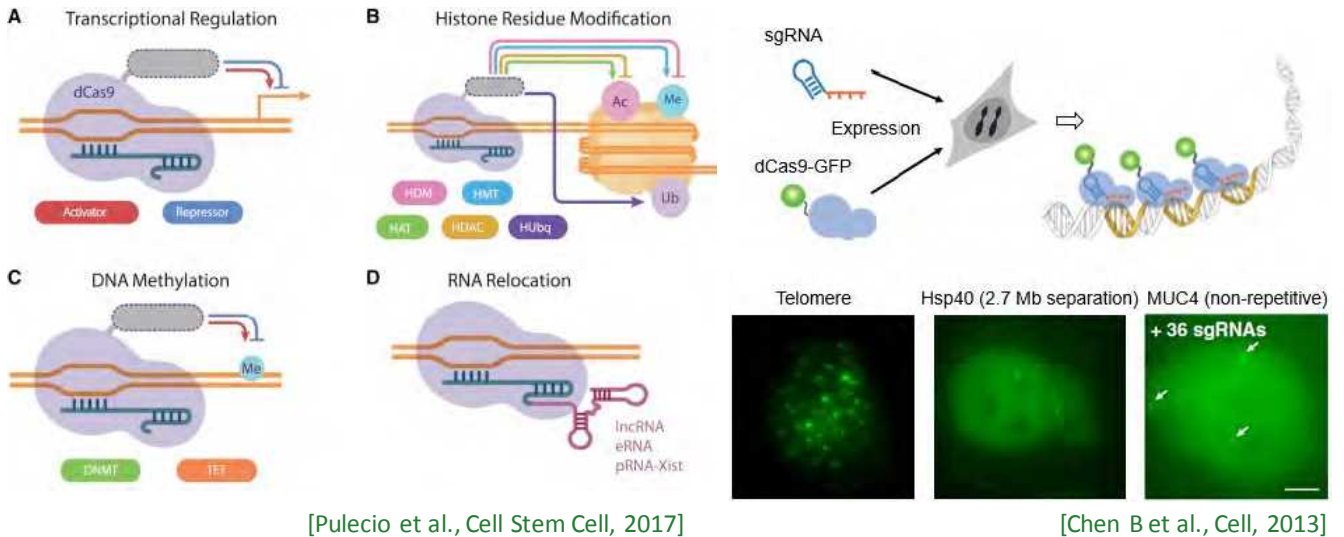 A
Transcriptional Regulation
dCas9
Activator
Repressor
B
Histone Residue Modification
Ac
Me
Ub
HDM
HMT
HAT
HDAC
HUbq
C
DNA Methylation
Me
DNMT
TET
D
RNA Relocation
lncRNA
eRNA
pRNA-Xist
[Pulecio et al., Cell Stem Cell, 2017]
sgRNA
Expression
dCas9-GFP
Telomere
Hsp40 (2.7 Mb separation)
MUC4 (non-repetitive)
+ 36 sgRNAs
[Chen B et al., Cell, 2013]